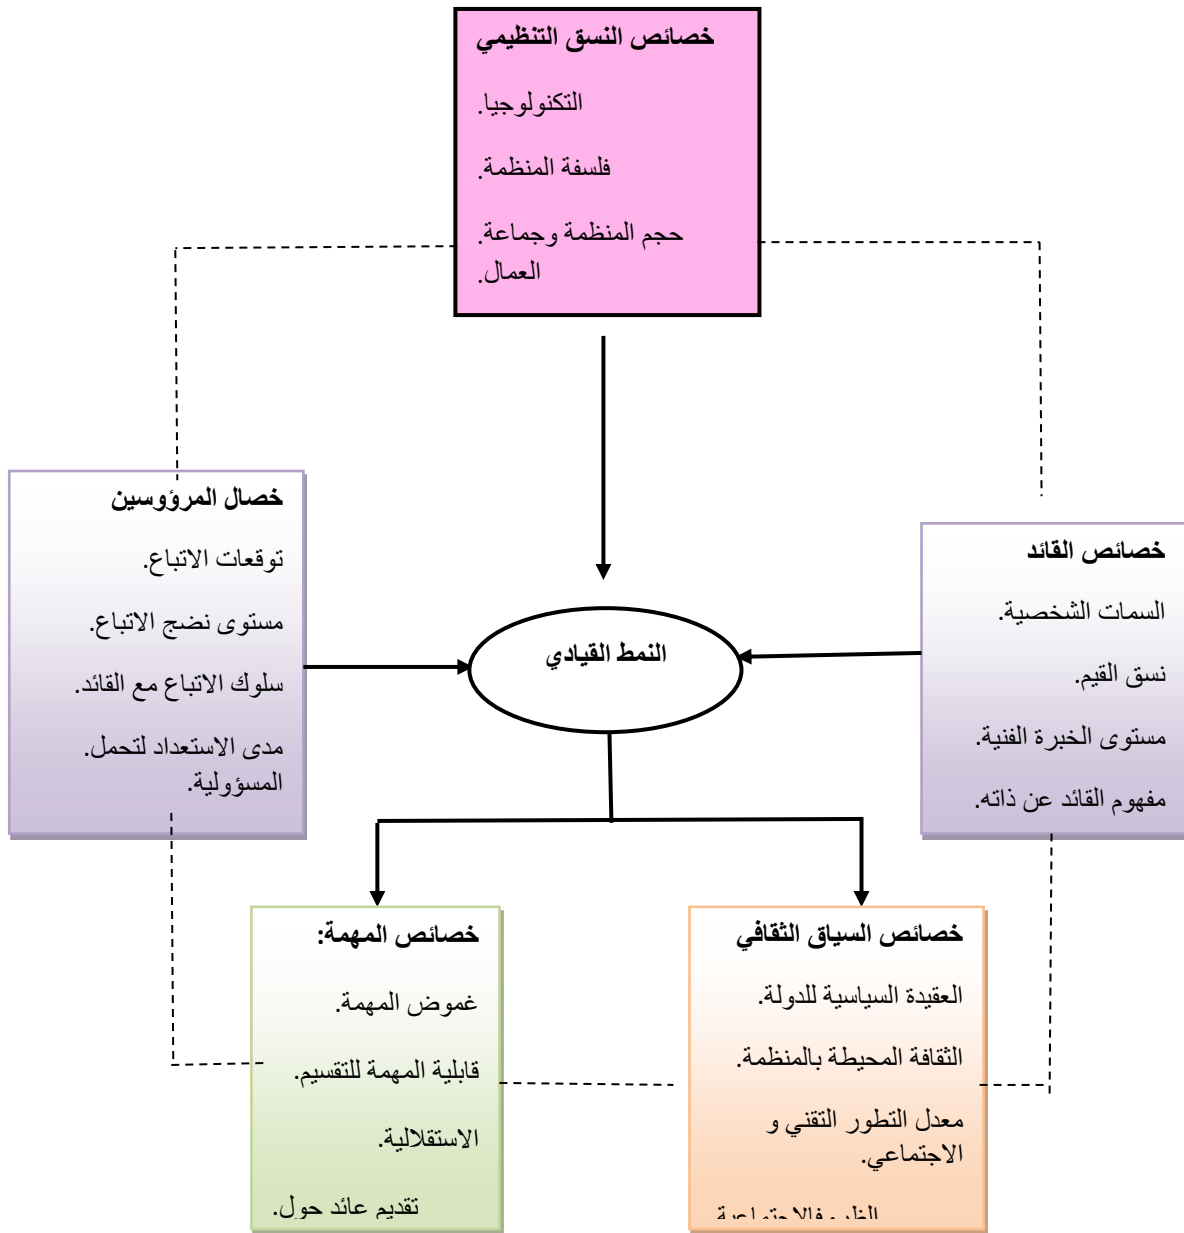 خصائص النسق التنظيمي
التكنولوجيا.
فلسفة المنظمة.
حجم المنظمة وجماعة.
العمال.
خصال المرؤوسين
توقعات الاتباع.
مستوى نضج الاتباع.
سلوك الاتباع مع القائد.
مدى الاستعداد لتحمل.
المسؤولية.
خصائص القائد
السمات الشخصية.
نسق القيم.
مستوى الخبرة الفنية.
مفهوم القائد عن ذاته.
النمط القيادي
خصائص السياق الثقافي
العقيدة السياسية للدولة.
الثقافة المحيطة بالمنظمة.
معدل التطور التقني و
الاجتماعي.
خصائص المهمة:
غموض المهمة.
قابلية المهمة للتقسيم.
الاستقلالية.
تقديم عائد حول.